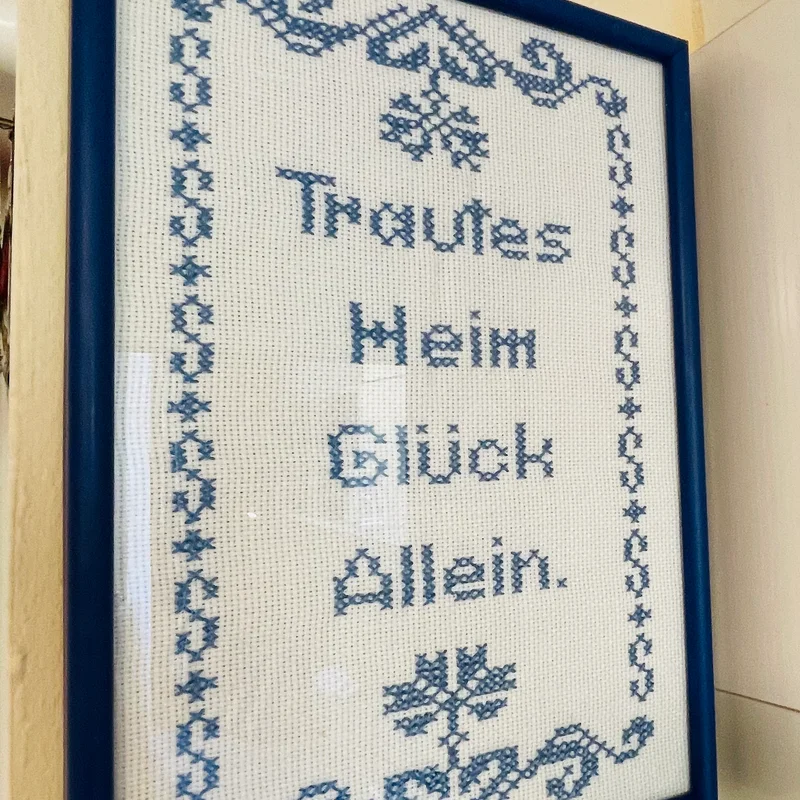 Trautes
Heim
Glück
Allein.